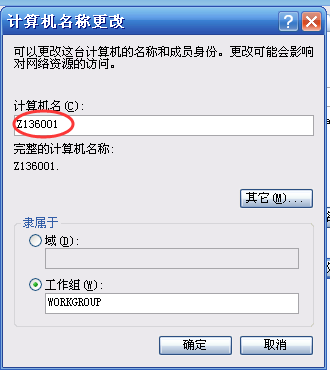 计算机名称更改
可以更改这台计算机的名称和成员身份。更改可能会影响
对网络资源的访问。
计算机名(C):
Z136001
完整的计算机名称:
Z136001.
其它(M)...
隶属于
域(D):
工作组(W):
WORKGROUP
确定
取消